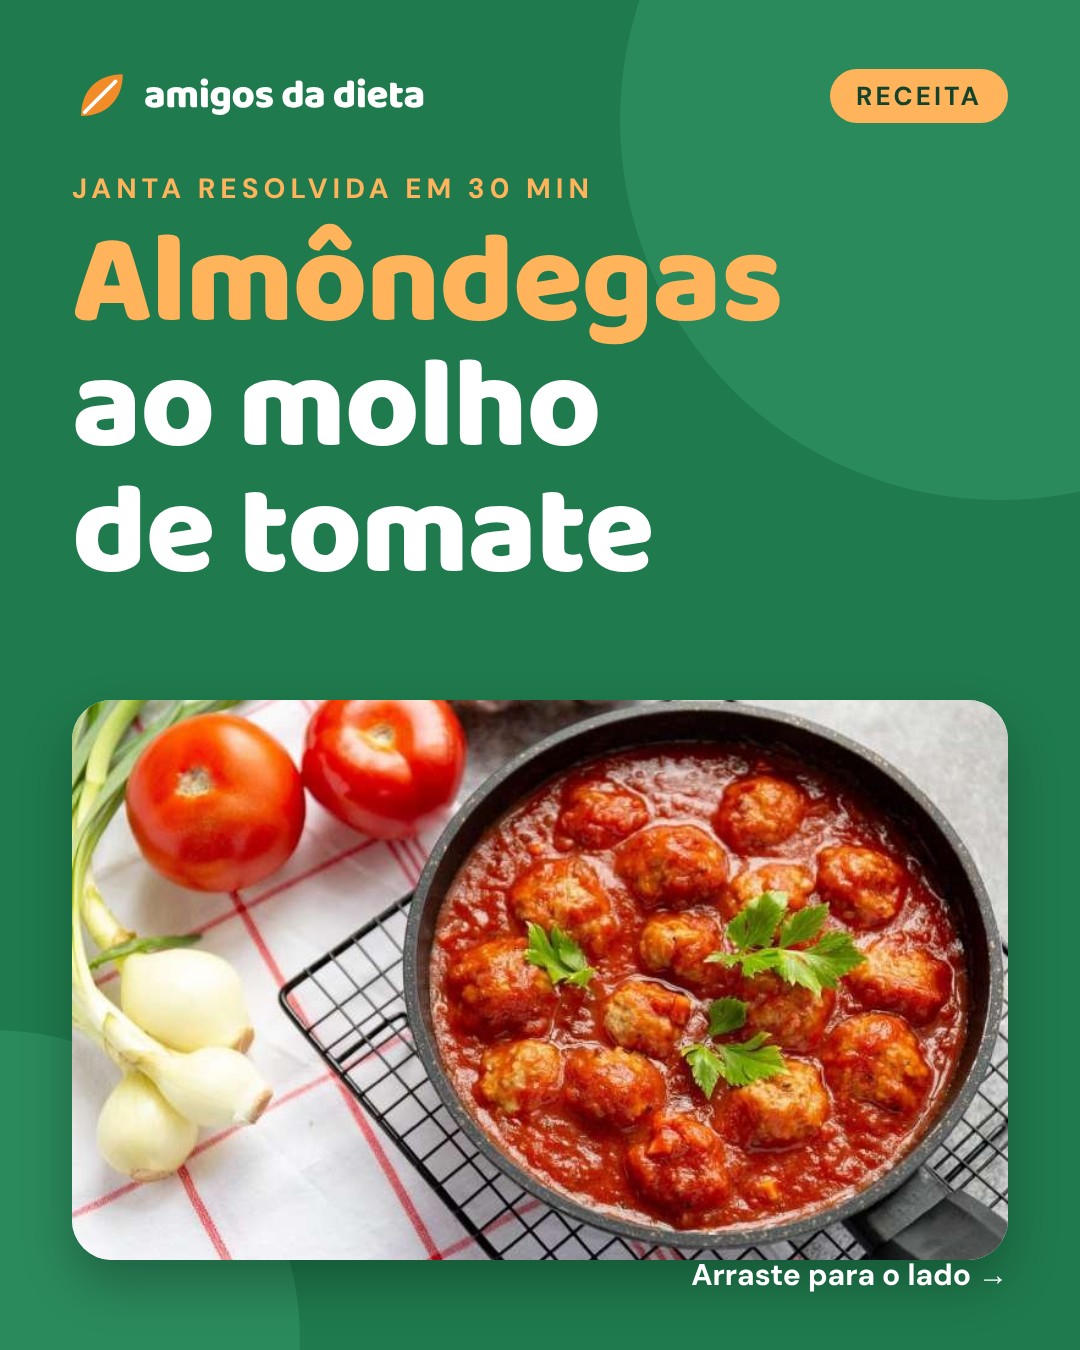 amigos da dieta
RECEITA
JANTA RESOLVIDA EM 30 MIN
Almôndegas
ao molho
de tomate
Arraste para o lado →